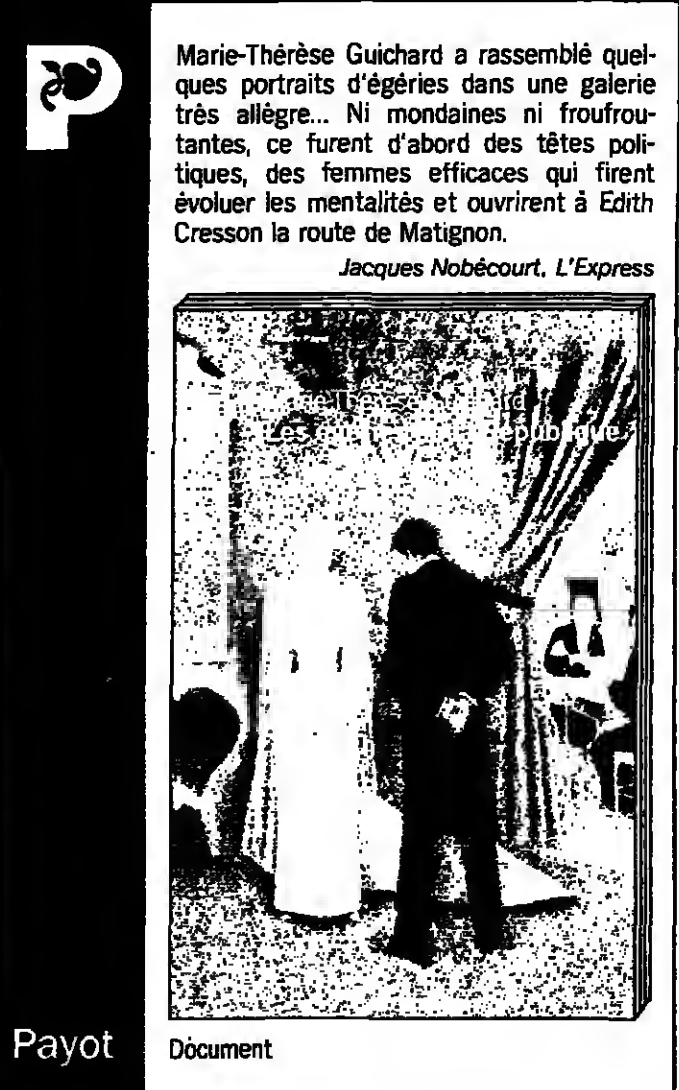 P
Marie-Thérèse Guichard a rassemblé quel-
ques portraits d'égéries dans une galerie
très allègre... Ni mondaines ni froufrou-
tantes, ce furent d'abord des têtes poli-
tiques, des femmes efficaces qui firent
évoluer les mentalités et ouvrirent à Edith
Cresson la route de Matignon.
Jacques Nobécourt, L'Express
Les République
Payot
Document